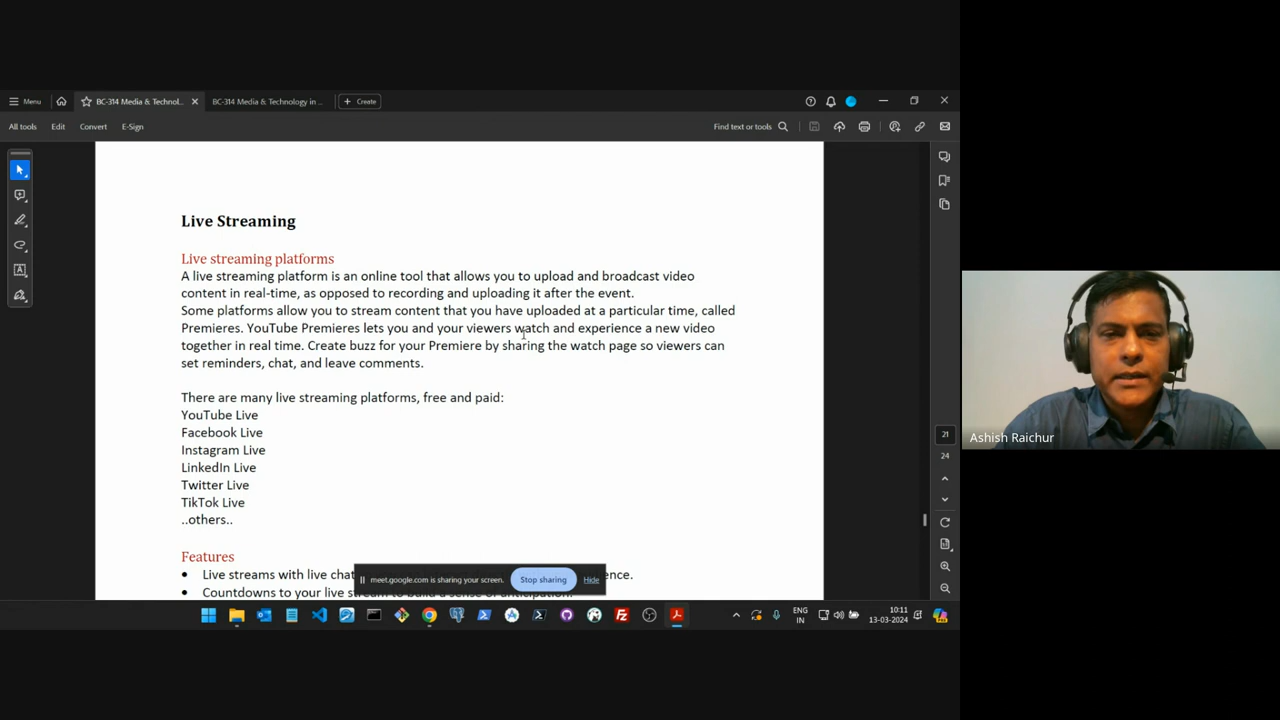 Menu
BC-314 Media & Technol...
BC-314 Media & Technology in ...
Create
All tools
Edit
Convert
E-Sign
Find text or tools
Live Streaming
Live streaming platforms
A live streaming platform is an online tool that allows you to upload and broadcast video
content in real-time, as opposed to recording and uploading it after the event.
Some platforms allow you to stream content that you have uploaded at a particular time, called
Premieres. YouTube Premieres lets you and your viewers watch and experience a new video
together in real time. Create buzz for your Premiere by sharing the watch page so viewers can
set reminders, chat, and leave comments.
There are many live streaming platforms, free and paid:
YouTube Live
Facebook Live
Instagram Live
LinkedIn Live
Twitter Live
TikTok Live
..others..
Features
Live streams with live chat
ence.
Countdowns to your live stream to build a sense of anticipation.
meet.google.com is sharing your screen.
Stop sharing
Hide
21
24
Ashish Raichur
ENG
IN
10:11
13-03-2024